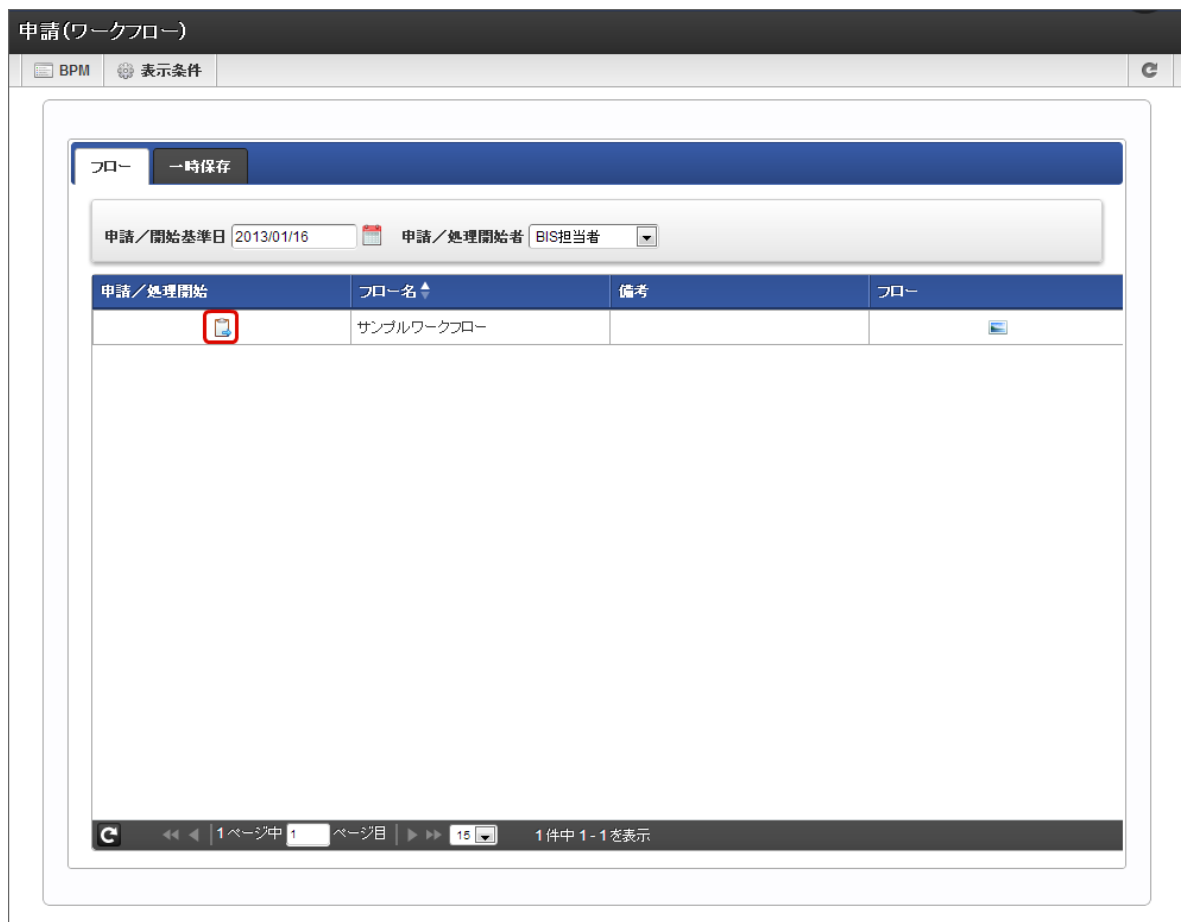 申請(ワークフロー)
BPM 表示条件
フロー 一時保存
申請／開始基準日 2013/01/16 申請／処理開始者 BIS担当者
申請／処理開始 フロー名 備考 フロー
サンプルワークフロー
1 ページ中 1 ページ目 15 1 件中 1 - 1 を表示